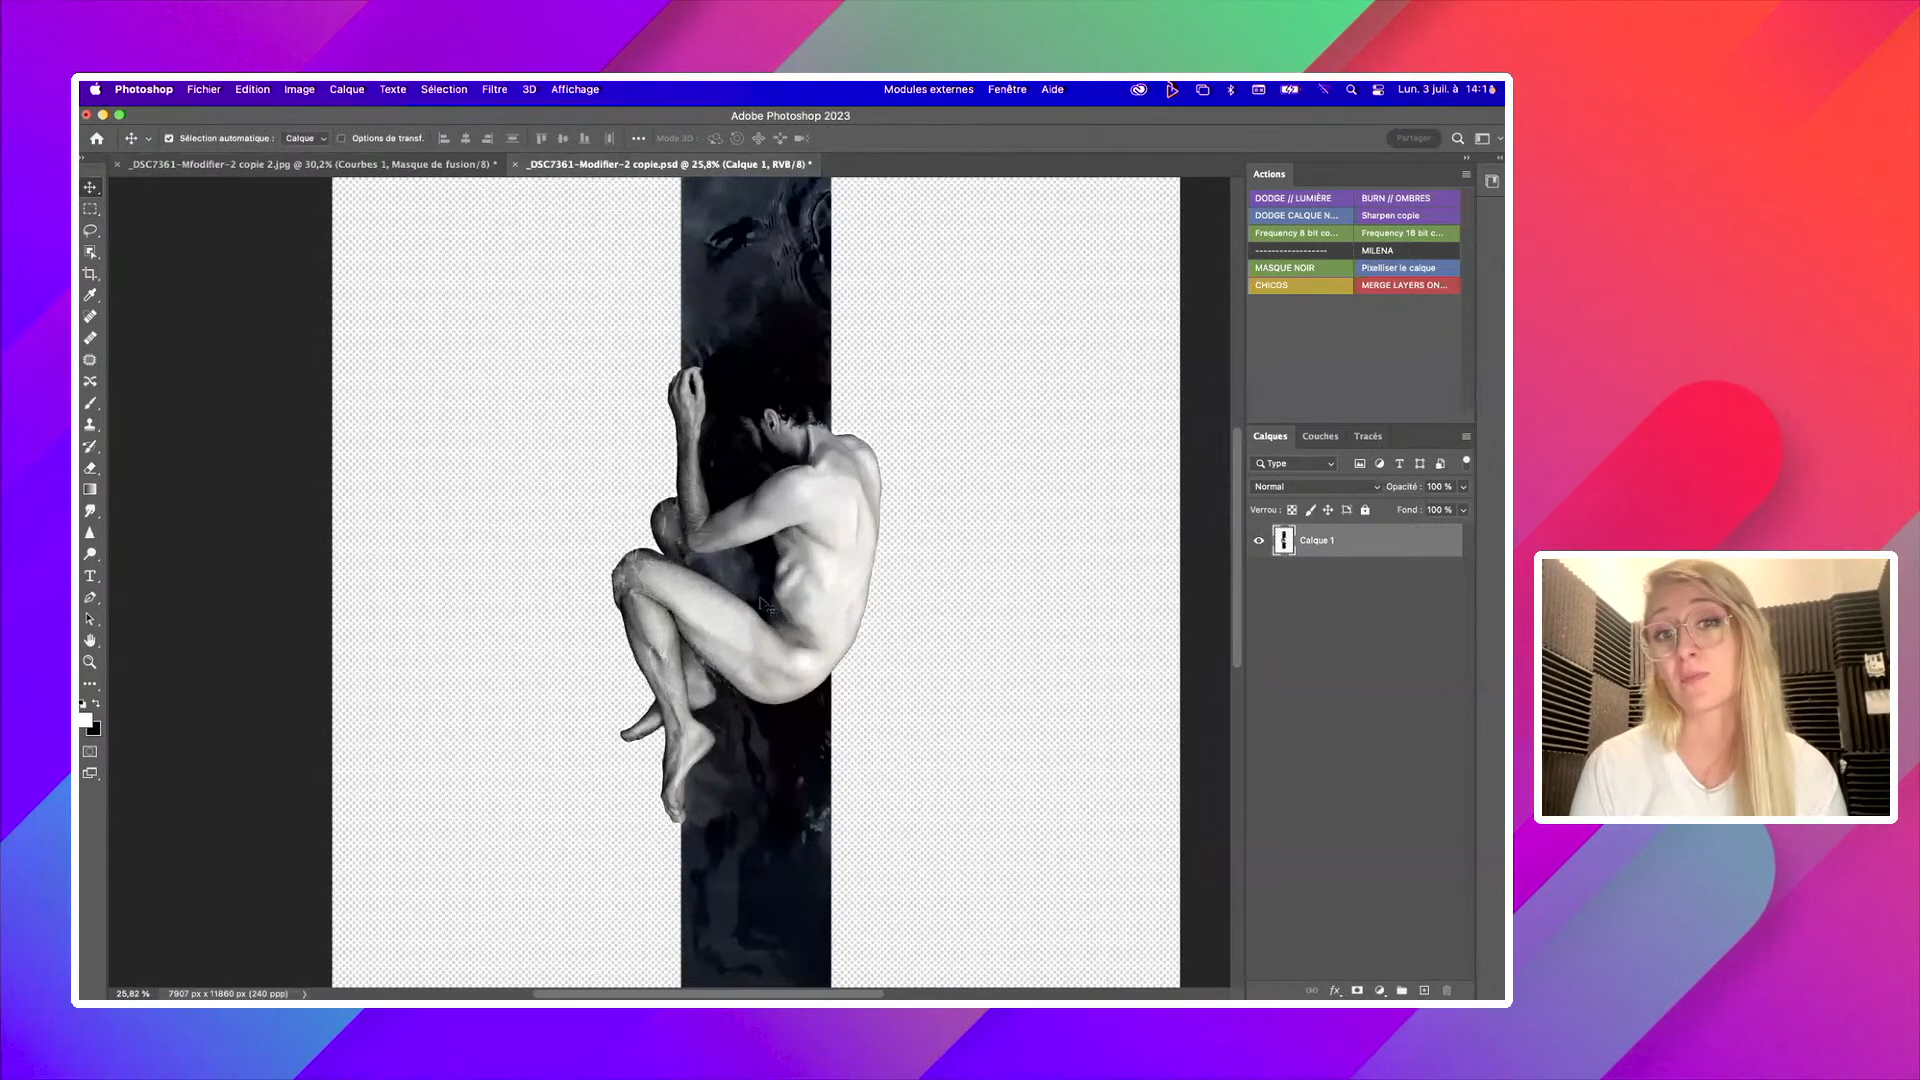 Photoshop Fichier Edition Image Calque Texte Sélection Filtre 3D Affichage Modules externes Fenêtre Aide Lun. 3 juil. à 14:1
Adobe Photoshop 2023
Sélection automatique : Calque Options de transf. Mode 3D : Partager
_DSC7361-Mfodifier-2 copie 2.jpg @ 30,2% (Courbes 1, Masque de fusion/8) * _DSC7361-Modifier-2 copie.psd @ 25,8% (Calque 1, RVB/8) *
Actions
DODGE // LUMIÈRE BURN // OMBRES
DODGE CALQUE N... Sharpen copie
Frequency 8 bit co... Frequency 16 bit c...
------------------ MILENA
MASQUE NOIR Pixelliser le calque
CHICOS MERGE LAYERS ON...
Calques Couches Tracés
Type
Normal Opacité : 100 %
Verrou : Fond : 100 %
Calque 1
25,82 % 7907 px x 11860 px (240 ppp)